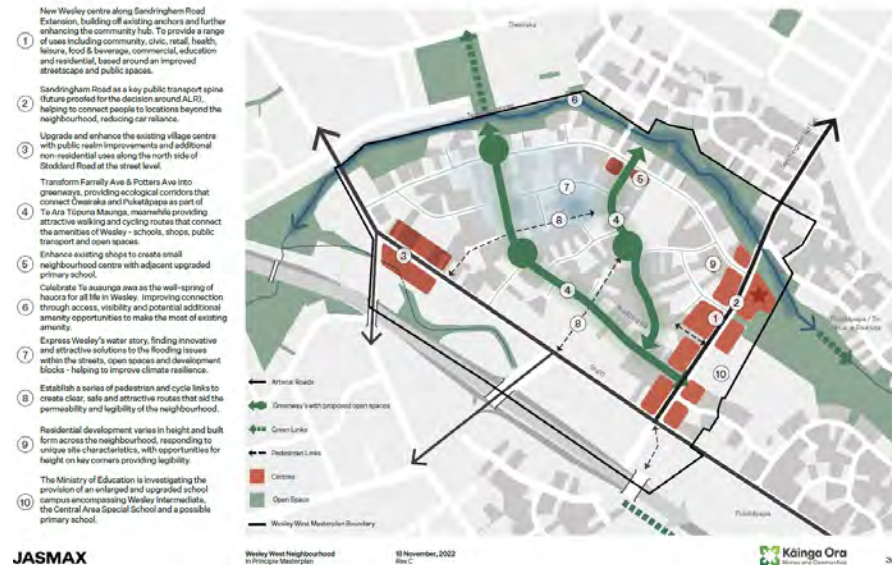 1
New Wesley centre along Sandringham Road
Extension, building off existing anchors and further
enhancing the community hub. To provide a range
of uses including community, civic, retail, health,
leisure, food & beverage, commercial, education
and residential, based around an improved
streetscape and public spaces.
2
Sandringham Road as a key public transport spine
(future proofed for the decision around ALR),
helping to connect people to locations beyond the
neighbourhood, reducing car reliance.
3
Upgrade and enhance the existing village centre
with public realm improvements and additional
non-residential uses along the north side of
Stoddard Road at the street level.
4
Transform Farrelly Ave & Potters Ave into
greenways, providing ecological corridors that
connect Ōwairaka and Puketāpapa as part of
Te Ara Tūpuna Maunga, meanwhile providing
attractive walking and cycling routes that connect
the amenities of Wesley - schools, shops, public
transport and open spaces.
5
Enhance existing shops to create small
neighbourhood centre with adjacent upgraded
primary school.
6
Celebrate Te auaunga awa as the well-spring of
hauora for all life in Wesley. Improving connection
through access, visibility and potential additional
amenity opportunities to make the most of existing
amenity.
7
Express Wesley's water story, finding innovative
and attractive solutions to the flooding issues
within the streets, open spaces and development
blocks - helping to improve climate resilience.
8
Establish a series of pedestrian and cycle links to
create clear, safe and attractive routes that aid the
permeability and legibility of the neighbourhood.
9
Residential development varies in height and built
form across the neighbourhood, responding to
unique site characteristics, with opportunities for
height on key corners providing legibility.
10
The Ministry of Education is investigating the
provision of an enlarged and upgraded school
campus encompassing Wesley Intermediate,
the Central Area Special School and a possible
primary school.
6
5
7
8
4
3
9
4
2
1
8
10
Puketāpapa
Arterial Roads
Greenway's with proposed open spaces
Green Links
Pedestrian Links
Centres
Open Space
Wesley West Masterplan Boundary
JASMAX
Wesley West Neighbourhood
In Principle Masterplan
18 November, 2022
Rev C
Kāinga Ora
Homes and Communities